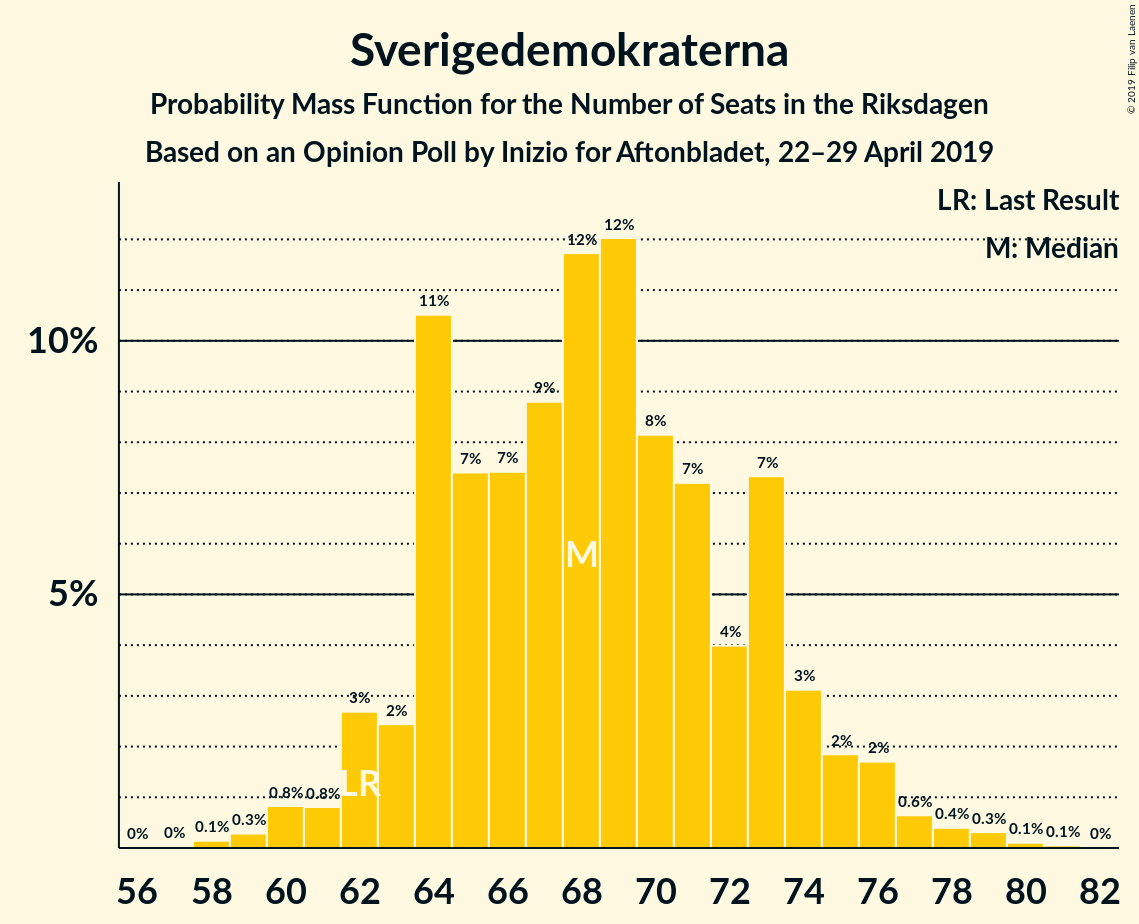 © 2019 Filip van Laenen
Sverigedemokraterna
Probability Mass Function for the Number of Seats in the Riksdagen
Based on an Opinion Poll by Inizio for Aftonbladet, 22–29 April 2019
LR: Last Result
M: Median
10%
5%
0% 0% 0.1% 0.3% 0.8% 0.8% 3% 2% 11% 7% 7% 9% 12% 12% 8% 7% 4% 7% 3% 2% 2% 0.6% 0.4% 0.3% 0.1% 0.1% 0%
M
LR
56 58 60 62 64 66 68 70 72 74 76 78 80 82